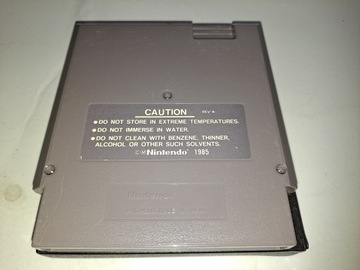 CAUTION
REV-A
●DO NOT STORE IN EXTREME TEMPERATURES.
●DO NOT IMMERSE IN WATER.
●DO NOT CLEAN WITH BENZENE, THINNER,
ALCOHOL OR OTHER SUCH SOLVENTS.
©Nintendo 1985